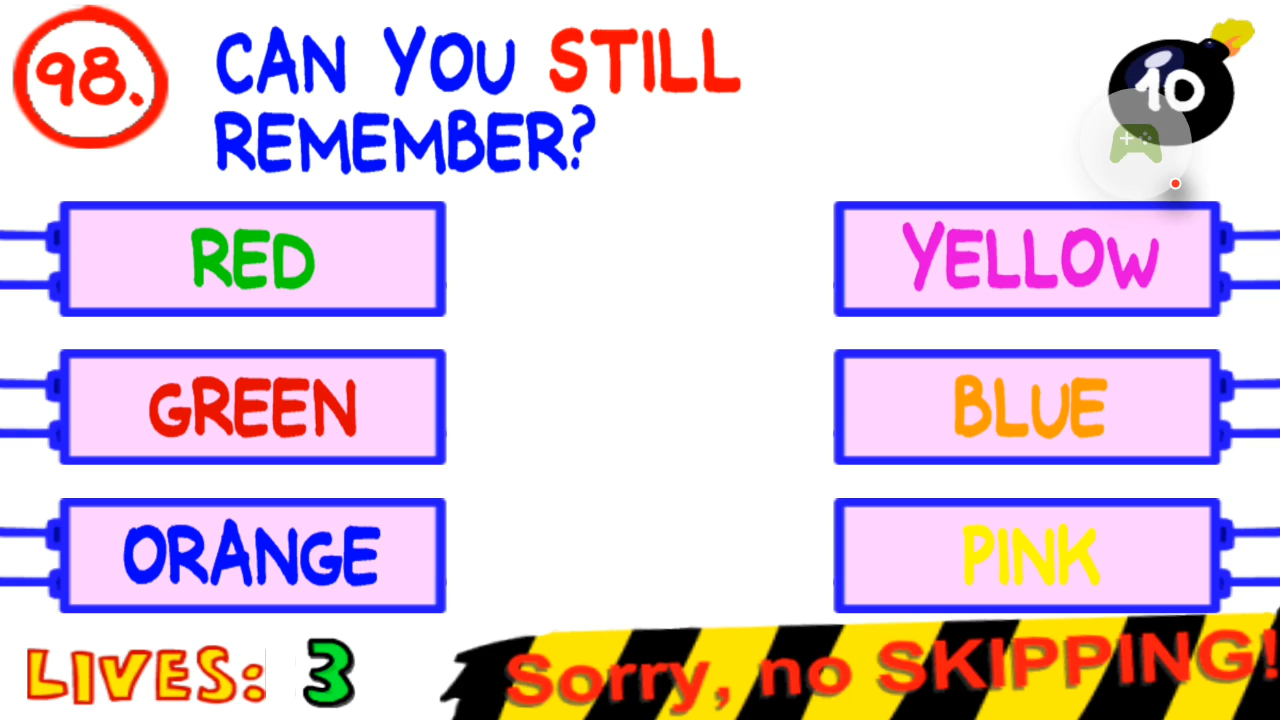 98.
CAN YOU STILL
REMEMBER?
10
RED
YELLOW
GREEN
BLUE
ORANGE
PINK
LIVES: 3
Sorry, no SKIPPING!